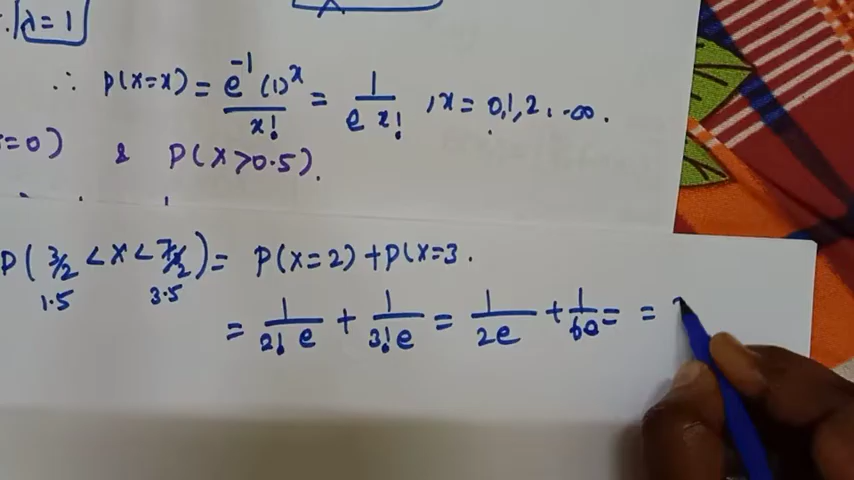 ∴ λ = 1
∴ P(X=x) = e⁻¹ (1)ˣ / x! = 1 / e x! , x = 0,1,2, -∞.
=0) & P(X>0.5).
P( 3/2 < X < 7/2 ) = P(X=2) + P(X=3.
1.5 3.5
= 1 / 2! e + 1 / 3! e = 1 / 2e + 1 / 6e = =